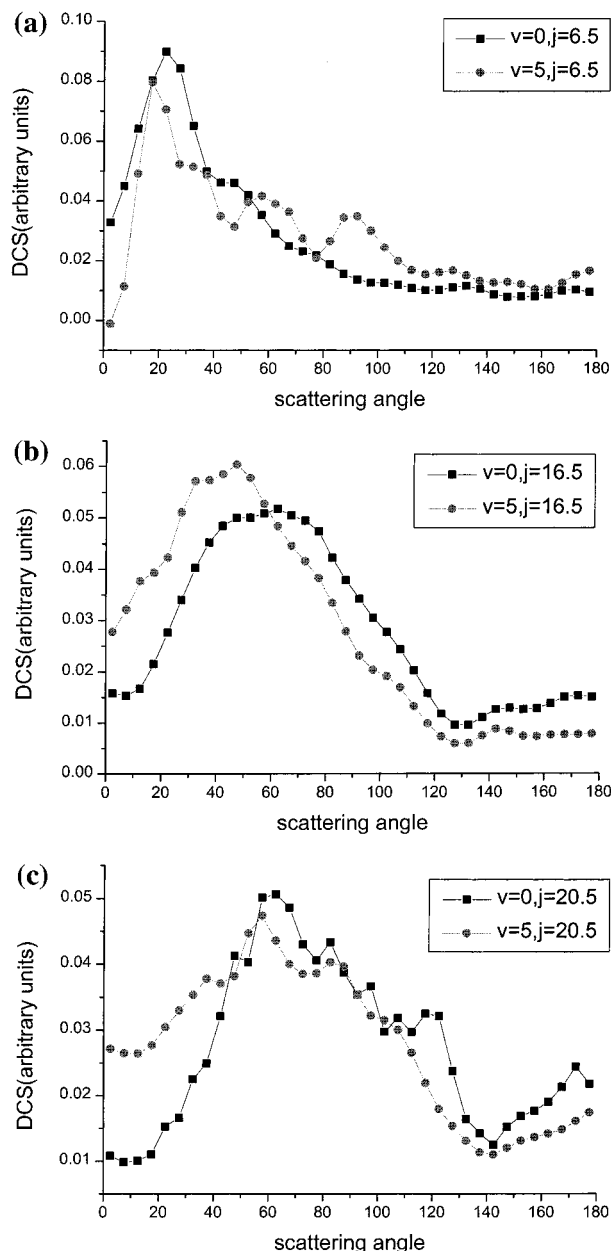 (a)
0.10
0.08
0.06
0.04
0.02
0.00
DCS(arbitrary units)
v=0,j=6.5
v=5,j=6.5
0 20 40 60 80 100 120 140 160 180
scattering angle
(b)
0.06
0.05
0.04
0.03
0.02
0.01
0.00
DCS(arbitrary units)
v=0,j=16.5
v=5,j=16.5
0 20 40 60 80 100 120 140 160 180
scattering angle
(c)
0.05
0.04
0.03
0.02
0.01
DCS(arbitrary units)
v=0,j=20.5
v=5,j=20.5
0 20 40 60 80 100 120 140 160 180
scattering angle